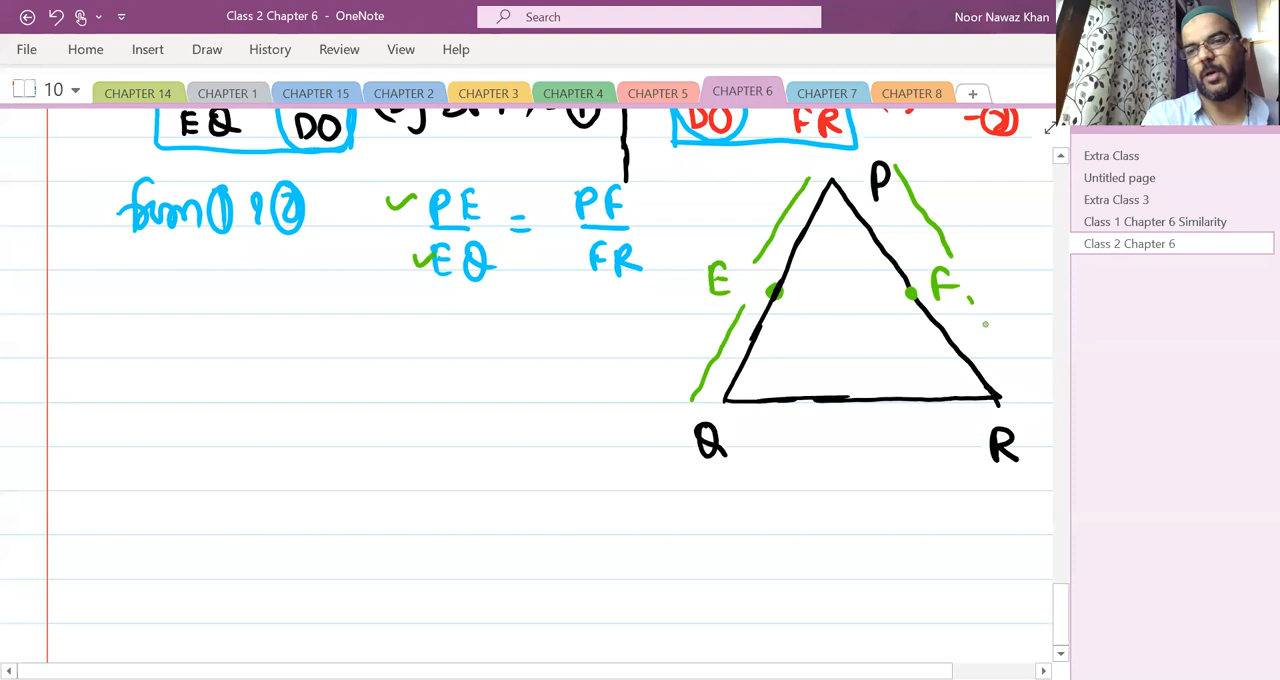 Class 2 Chapter 6 - OneNote
Search
Noor Nawaz Khan
File Home Insert Draw History Review View Help
10 CHAPTER 14 CHAPTER 1 CHAPTER 15 CHAPTER 2 CHAPTER 3 CHAPTER 4 CHAPTER 5 CHAPTER 6 CHAPTER 7 CHAPTER 8 +
Extra Class
Untitled page
Extra Class 3
Class 1 Chapter 6 Similarity
Class 2 Chapter 6
EQ DO
DO FR -②
from ① & ② PE = PF
EQ FR
P
E F
Q R